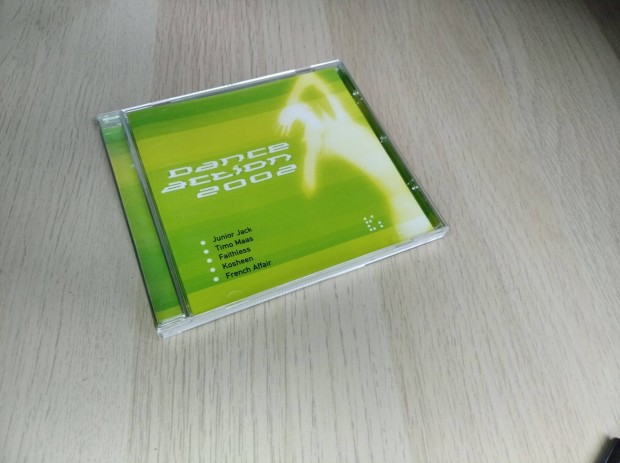 Dance
action
2002
Junior Jack
Timo Maas
Faithless
Kosheen
French Affair